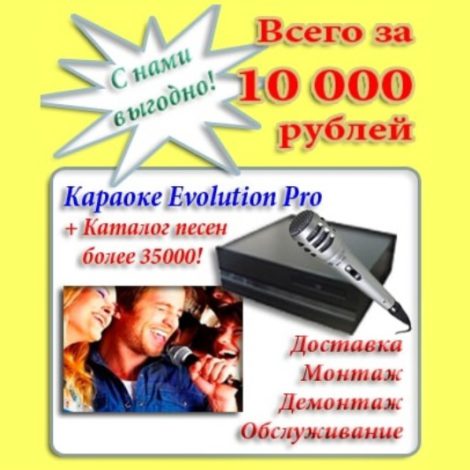 С нами
выгодно!
Всего за
10 000
рублей
Караоке Evolution Pro
+ Каталог песен
более 35000!
Доставка
Монтаж
Демонтаж
Обслуживание